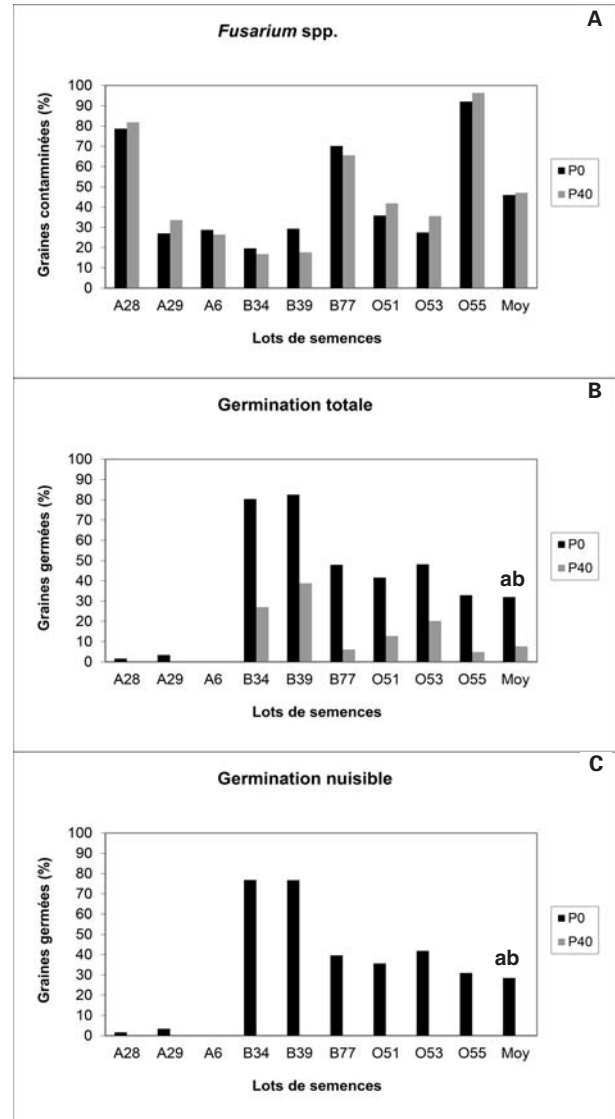 A
Fusarium spp.
Graines contamninées (%)
100
90
80
70
60
50
40
30
20
10
0
A28 A29 A6 B34 B39 B77 O51 O53 O55 Moy
Lots de semences
P0
P40
B
Germination totale
Graines germées (%)
100
90
80
70
60
50
40
30
20
10
0
ab
A28 A29 A6 B34 B39 B77 O51 O53 O55 Moy
Lots de semences
P0
P40
C
Germination nuisible
Graines germées (%)
100
90
80
70
60
50
40
30
20
10
0
ab
A28 A29 A6 B34 B39 B77 O51 O53 O55 Moy
Lots de semences
P0
P40